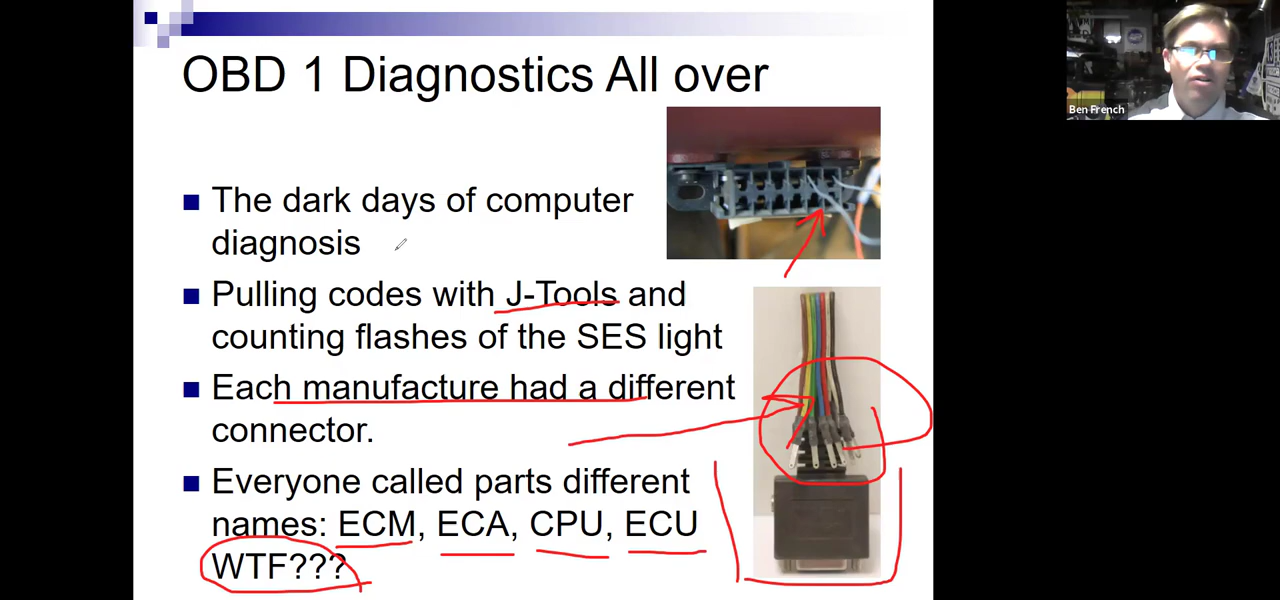 OBD 1 Diagnostics All over
The dark days of computer
diagnosis
Pulling codes with J-Tools and
counting flashes of the SES light
Each manufacture had a different
connector.
Everyone called parts different
names: ECM, ECA, CPU, ECU
WTF???
Ben French